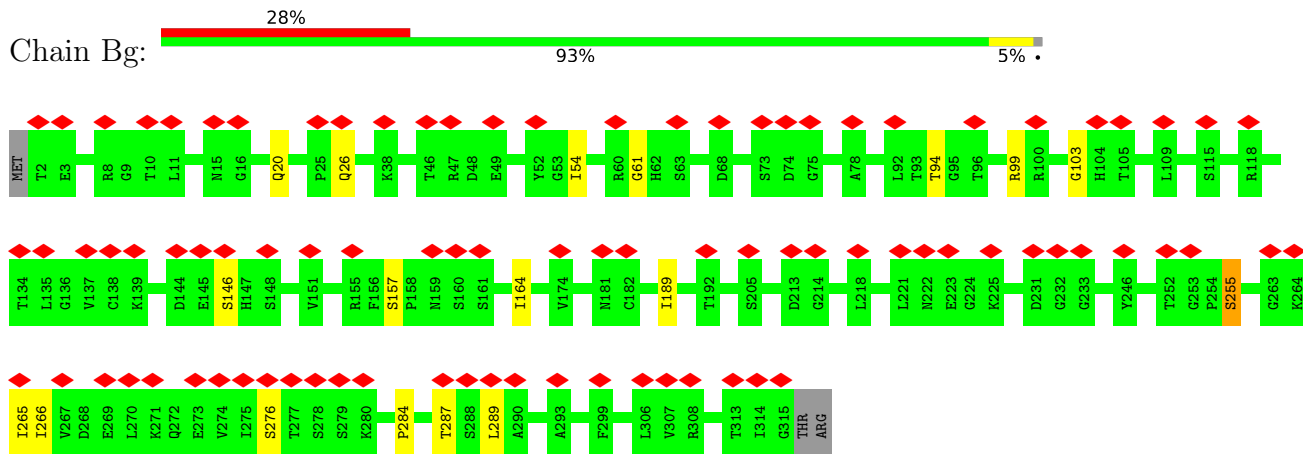 28%
Chain Bg:
93% 5% •
MET T2 E3 R8 G9 T10 L11 N15 G16 Q20 P25 Q26 K38 T46 R47 D48 E49 Y52 G53 I54 R60 G61 H62 S63 D68 S73 D74 G75 A78 L92 T93 T94 G95 T96 R99 R100 G103 H104 T105 L109 S115 R118
T134 L135 G136 V137 C138 K139 D144 E145 S146 H147 S148 V151 R155 F156 S157 P158 N159 S160 S161 I164 V174 N181 C182 I189 T192 S205 D213 G214 L218 L221 N222 E223 G224 K225 D231 G232 G233 Y246 T252 G253 P254 S255 G263 K264
I265 I266 V267 D268 E269 L270 K271 Q272 E273 V274 I275 S276 T277 S278 S279 K280 P284 T287 S288 L289 A290 A293 F299 L306 V307 R308 T313 I314 G315 THR ARG